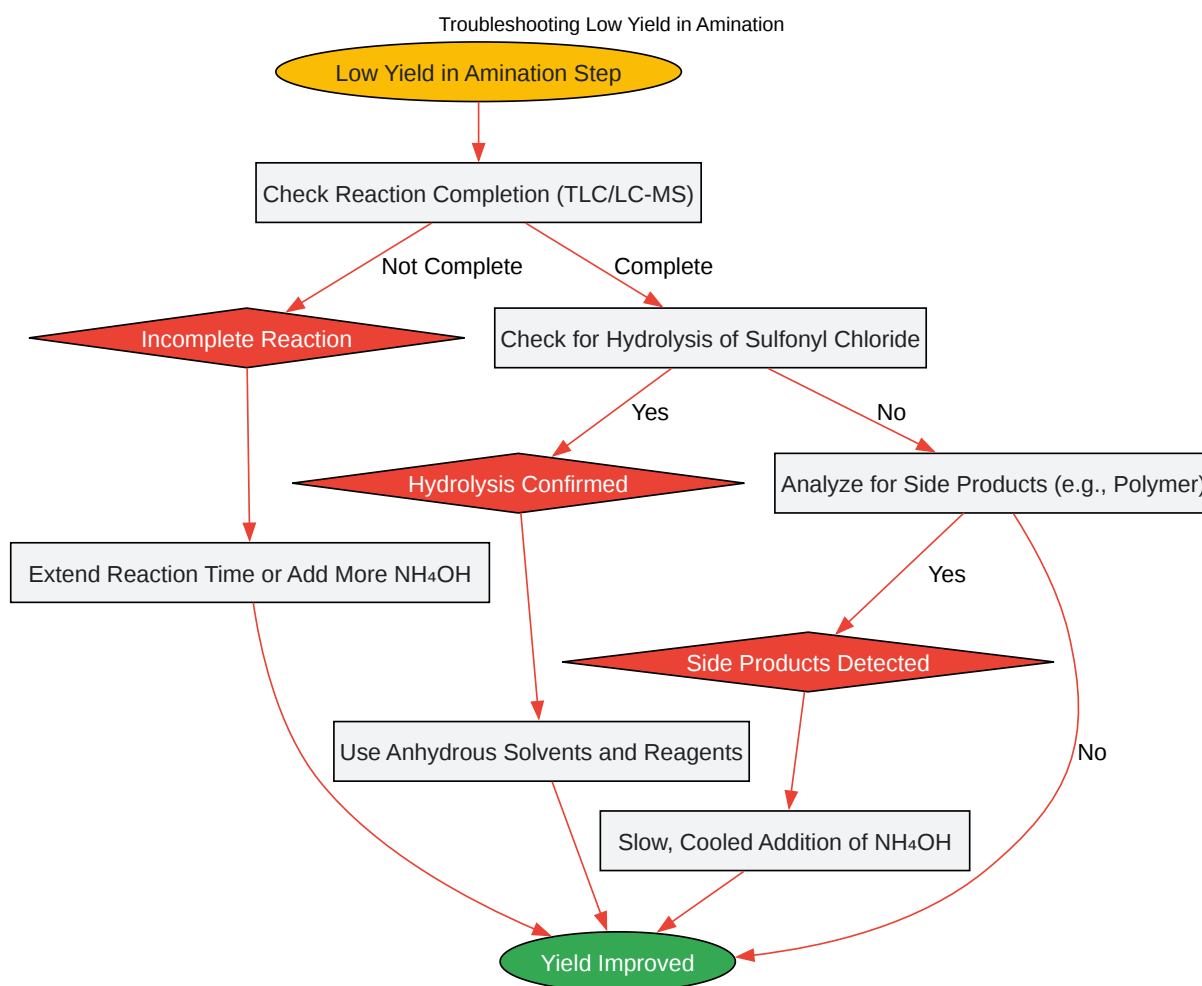 Troubleshooting Low Yield in Amination
Low Yield in Amination Step
Check Reaction Completion (TLC/LC-MS)
Not Complete
Complete
Incomplete Reaction
Check for Hydrolysis of Sulfonyl Chloride
Yes
No
Hydrolysis Confirmed
Analyze for Side Products (e.g., Polymer)
Extend Reaction Time or Add More NH₄OH
Yes
Side Products Detected
Use Anhydrous Solvents and Reagents
No
Slow, Cooled Addition of NH₄OH
Yield Improved